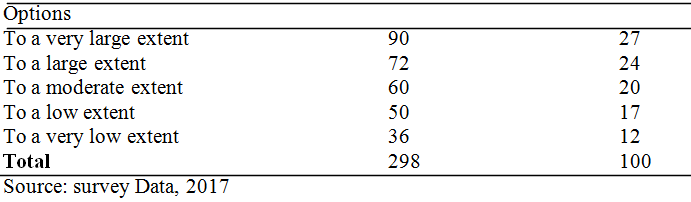 Options
To a very large extent 90 27
To a large extent 72 24
To a moderate extent 60 20
To a low extent 50 17
To a very low extent 36 12
Total 298 100
Source: survey Data, 2017